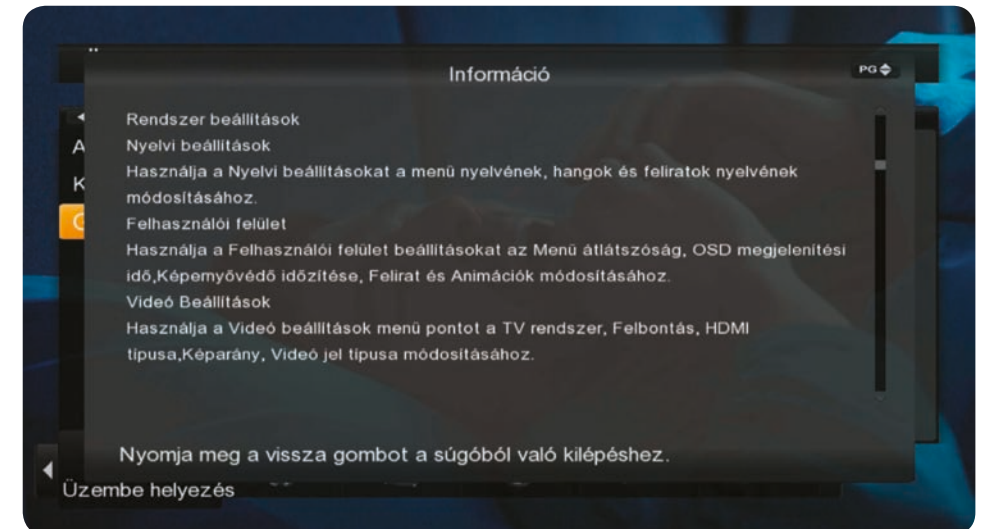 Információ
PG
Rendszer beállítások
Nyelvi beállítások
Használja a Nyelvi beállításokat a menü nyelvének, hangok és feliratok nyelvének
módosításához.
Felhasználói felület
Használja a Felhasználói felület beállításokat az Menü átlátszóság, OSD megjelenítési
idő,Képernyővédő időzítése, Felirat és Animációk módosításához.
Videó Beállítások
Használja a Videó beállítások menü pontot a TV rendszer, Felbontás, HDMI
típusa,Képarány, Videó jel típusa módosításához.
Nyomja meg a vissza gombot a súgóból való kilépéshez.
Üzembe helyezés